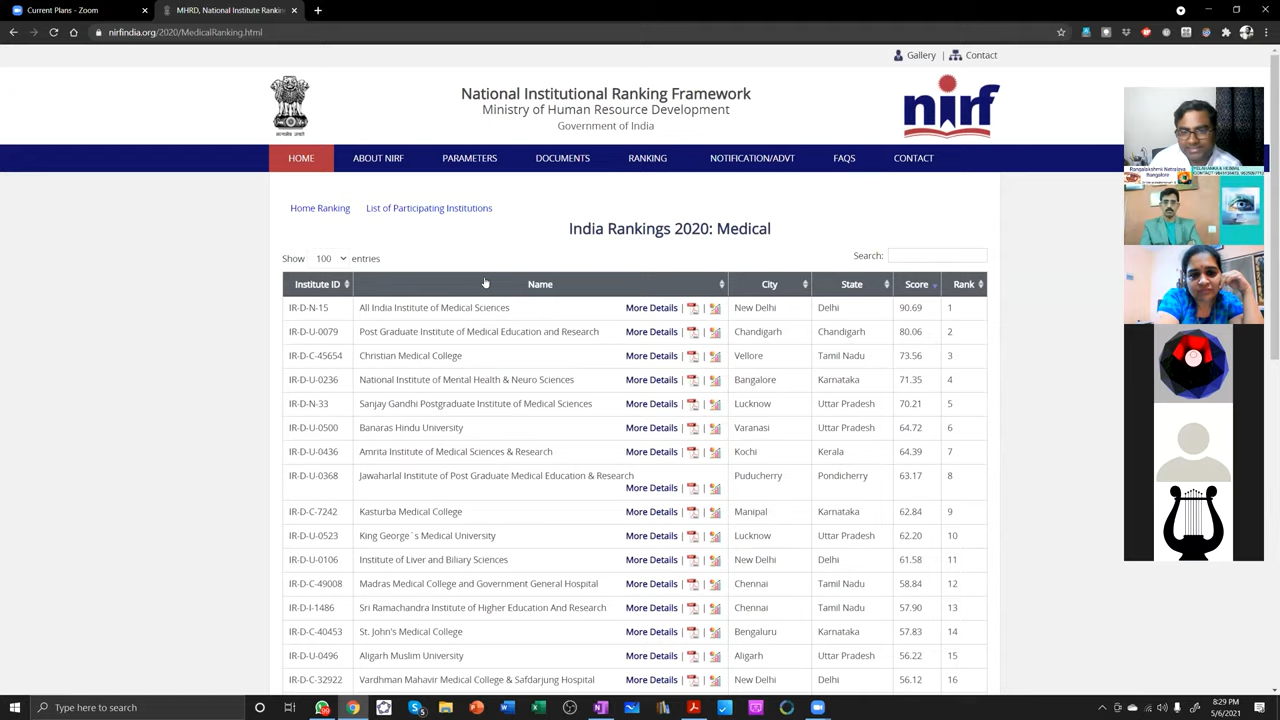 Current Plans - Zoom
MHRD, National Institute Rankin
nirfindia.org/2020/MedicalRanking.html
Gallery | Contact
National Institutional Ranking Framework
Ministry of Human Resource Development
Government of India
nirf
HOME ABOUT NIRF PARAMETERS DOCUMENTS RANKING NOTIFICATION/ADVT FAQS CONTACT
Home Ranking List of Participating Institutions
India Rankings 2020: Medical
Show 100 entries Search:
Institute ID Name City State Score Rank
IR-D-N-15 All India Institute of Medical Sciences More Details | | New Delhi Delhi 90.69 1
IR-D-U-0079 Post Graduate Institute of Medical Education and Research More Details | | Chandigarh Chandigarh 80.06 2
IR-D-C-45654 Christian Medical College More Details | | Vellore Tamil Nadu 73.56 3
IR-D-U-0236 National Institute of Mental Health & Neuro Sciences More Details | | Bangalore Karnataka 71.35 4
IR-D-N-33 Sanjay Gandhi Postgraduate Institute of Medical Sciences More Details | | Lucknow Uttar Pradesh 70.21 5
IR-D-U-0500 Banaras Hindu University More Details | | Varanasi Uttar Pradesh 64.72 6
IR-D-U-0436 Amrita Institute of Medical Sciences & Research More Details | | Kochi Kerala 64.39 7
IR-D-U-0368 Jawaharlal Institute of Post Graduate Medical Education & Research Puducherry Pondicherry 63.17 8
More Details | |
IR-D-C-7242 Kasturba Medical College More Details | | Manipal Karnataka 62.84 9
IR-D-U-0523 King George`s Medical University More Details | | Lucknow Uttar Pradesh 62.20 10
IR-D-U-0106 Institute of Liver and Biliary Sciences More Details | | New Delhi Delhi 61.58 11
IR-D-C-49008 Madras Medical College and Government General Hospital More Details | | Chennai Tamil Nadu 58.84 12
IR-D-I-1486 Sri Ramachandra Institute of Higher Education And Research More Details | | Chennai Tamil Nadu 57.90 13
IR-D-C-40453 St. John's Medical College More Details | | Bengaluru Karnataka 57.83 14
IR-D-U-0496 Aligarh Muslim University More Details | | Aligarh Uttar Pradesh 56.22 15
IR-D-C-32922 Vardhman Mahavir Medical College & Safdarjung Hospital More Details | | New Delhi Delhi 56.12 16
Rangalakshmi Netralaya
Bangalore
YELAHANKA & HEBBAL
Type here to search
8:29 PM
5/6/2021